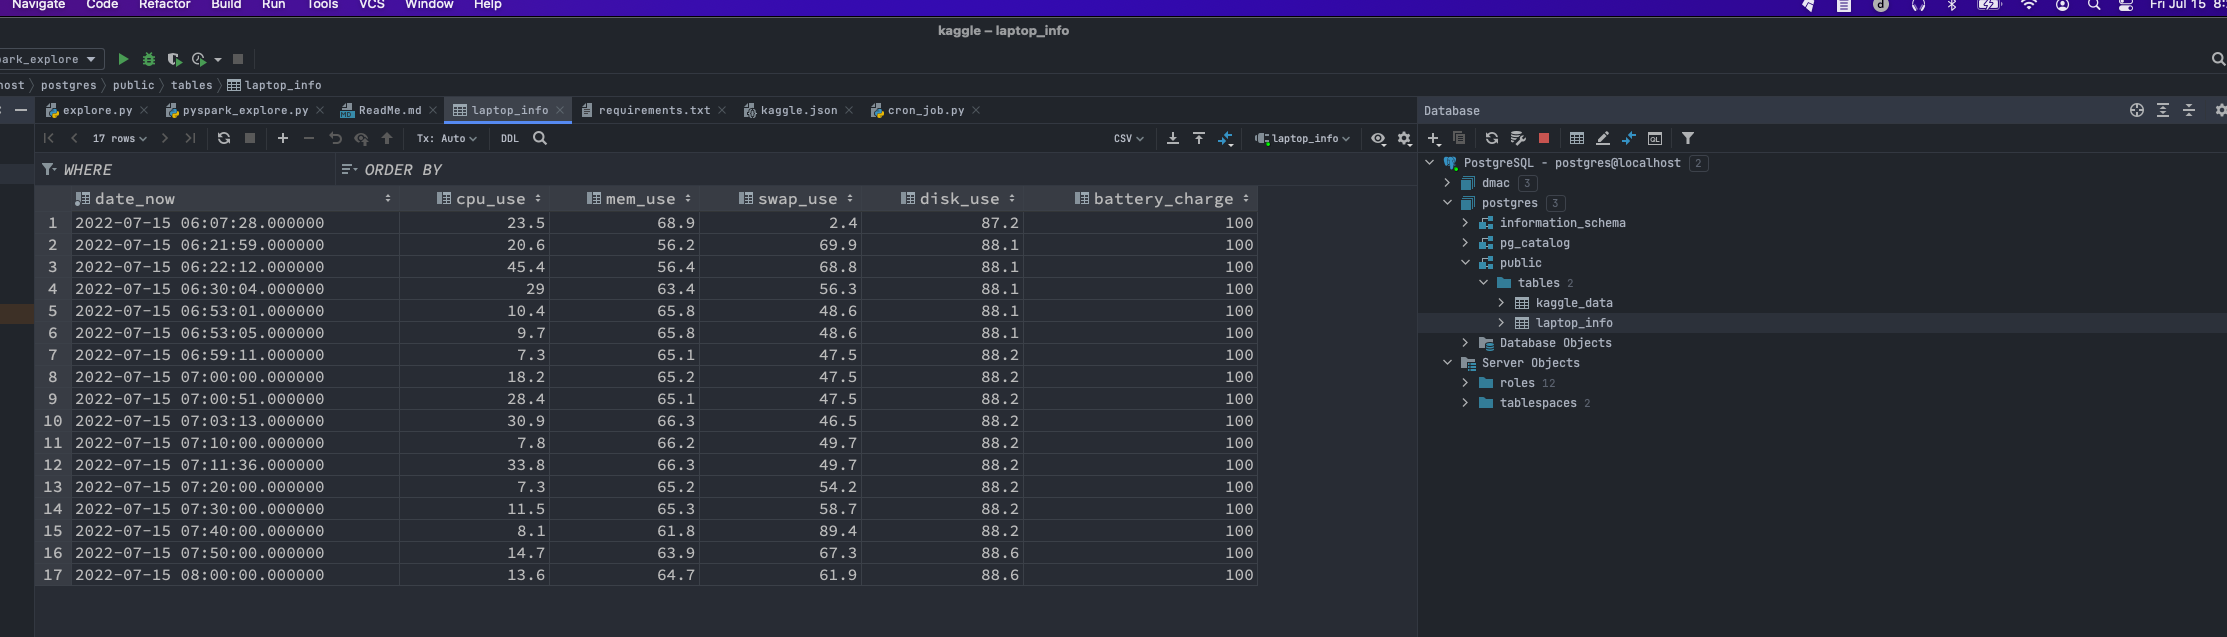 Navigate Code Refactor Build Run Tools VCS Window Help Fri Jul 15
kaggle – laptop_info
ark_explore
host postgres public tables laptop_info
explore.py pyspark_explore.py ReadMe.md laptop_info requirements.txt kaggle.json cron_job.py Database
17 rows Tx: Auto DDL CSV laptop_info
WHERE ORDER BY
date_now cpu_use mem_use swap_use disk_use battery_charge
1 2022-07-15 06:07:28.000000 23.5 68.9 2.4 87.2 100
2 2022-07-15 06:21:59.000000 20.6 56.2 69.9 88.1 100
3 2022-07-15 06:22:12.000000 45.4 56.4 68.8 88.1 100
4 2022-07-15 06:30:04.000000 29 63.4 56.3 88.1 100
5 2022-07-15 06:53:01.000000 10.4 65.8 48.6 88.1 100
6 2022-07-15 06:53:05.000000 9.7 65.8 48.6 88.1 100
7 2022-07-15 06:59:11.000000 7.3 65.1 47.5 88.2 100
8 2022-07-15 07:00:00.000000 18.2 65.2 47.5 88.2 100
9 2022-07-15 07:00:51.000000 28.4 65.1 47.5 88.2 100
10 2022-07-15 07:03:13.000000 30.9 66.3 46.5 88.2 100
11 2022-07-15 07:10:00.000000 7.8 66.2 49.7 88.2 100
12 2022-07-15 07:11:36.000000 33.8 66.3 49.7 88.2 100
13 2022-07-15 07:20:00.000000 7.3 65.2 54.2 88.2 100
14 2022-07-15 07:30:00.000000 11.5 65.3 58.7 88.2 100
15 2022-07-15 07:40:00.000000 8.1 61.8 89.4 88.2 100
16 2022-07-15 07:50:00.000000 14.7 63.9 67.3 88.6 100
17 2022-07-15 08:00:00.000000 13.6 64.7 61.9 88.6 100
PostgreSQL - postgres@localhost 2
dmac 3
postgres 3
information_schema
pg_catalog
public
tables 2
kaggle_data
laptop_info
Database Objects
Server Objects
roles 12
tablespaces 2